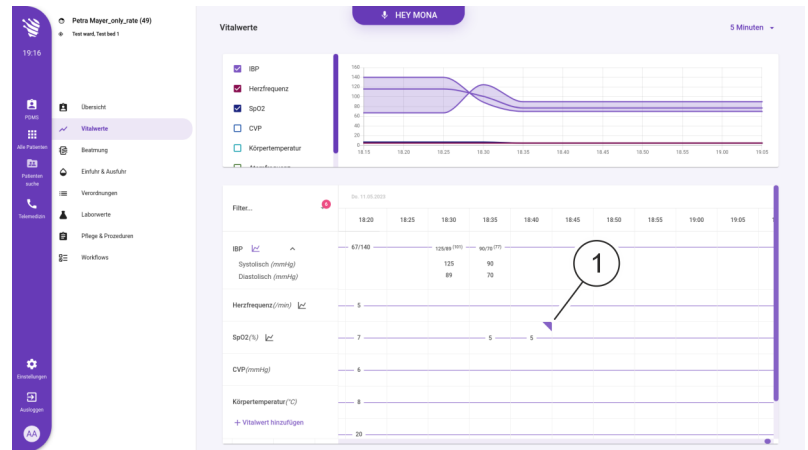 HEY MONA
Petra Mayer_only_rate (49)
Test ward, Test bed 1
19:16
PDMS
Alle Patienten
Patienten
suche
Telemedizin
Einstellungen
Ausloggen
AA
Übersicht
Vitalwerte
Beatmung
Einfuhr & Ausfuhr
Verordnungen
Laborwerte
Pflege & Prozeduren
Workflows
Vitalwerte
5 Minuten
IBP
Herzfrequenz
SpO2
CVP
Körpertemperatur
160
140
120
100
80
60
40
20
0
18:15 18:20 18:25 18:30 18:35 18:40 18:45 18:50 18:55 19:00 19:05
Filter...
18:20 18:25 18:30 18:35 18:40 18:45 18:50 18:55 19:00 19:05
IBP 67/140 125/89 (101) 90/70 (77)
Systolisch (mmHg) 125 90
Diastolisch (mmHg) 89 70
1
Herzfrequenz(/min) 5
SpO2(%) 7 5 5
CVP(mmHg) 6
Körpertemperatur(°C) 8
+ Vitalwert hinzufügen
20